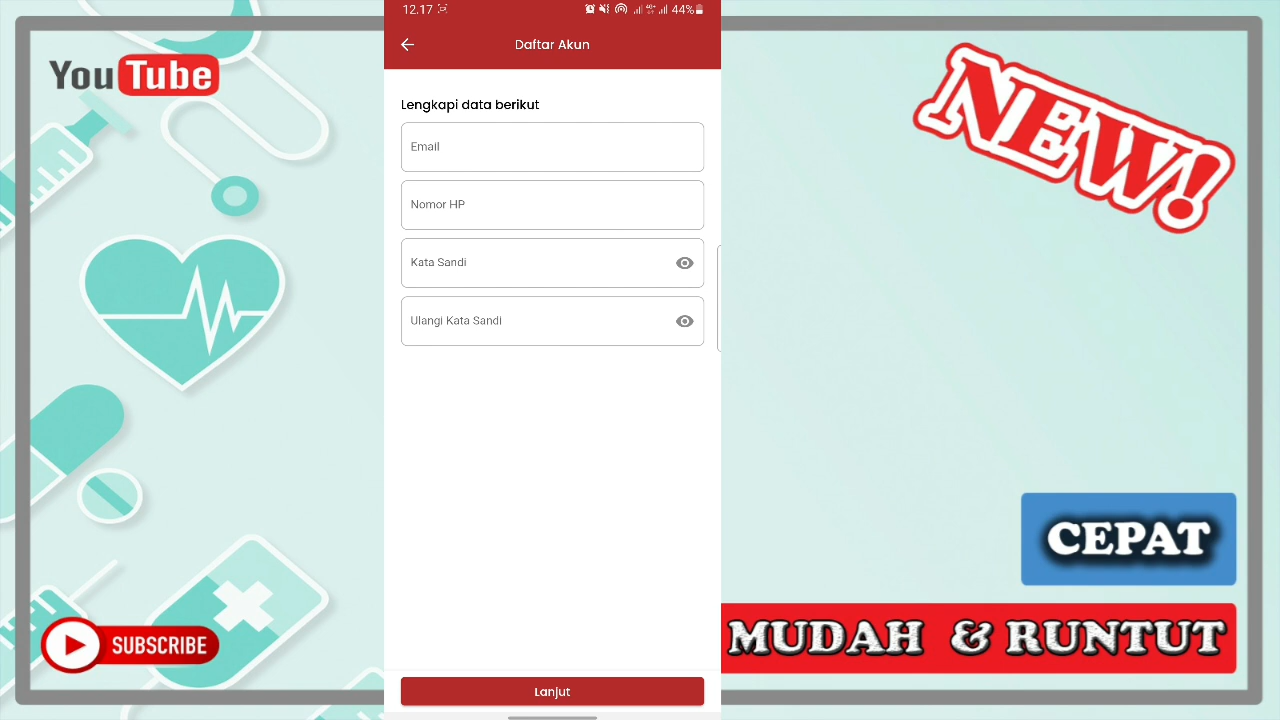 YouTube
12.17
44%
Daftar Akun
Lengkapi data berikut
Email
Nomor HP
Kata Sandi
Ulangi Kata Sandi
Lanjut
NEW!
CEPAT
MUDAH & RUNTUT
SUBSCRIBE